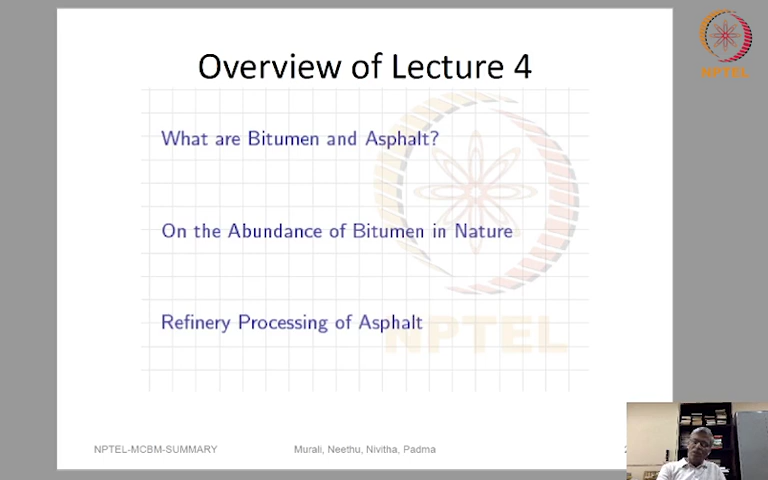 Overview of Lecture 4
NPTEL
What are Bitumen and Asphalt?
On the Abundance of Bitumen in Nature
Refinery Processing of Asphalt
NPTEL
NPTEL-MCBM-SUMMARY
Murali, Neethu, Nivitha, Padma